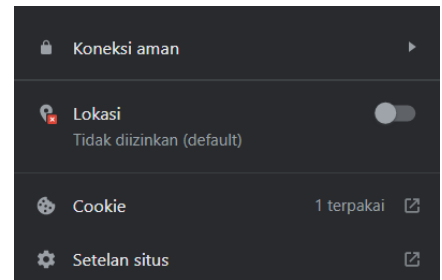 Koneksi aman
Lokasi
Tidak diizinkan (default)
Cookie 1 terpakai
Setelan situs